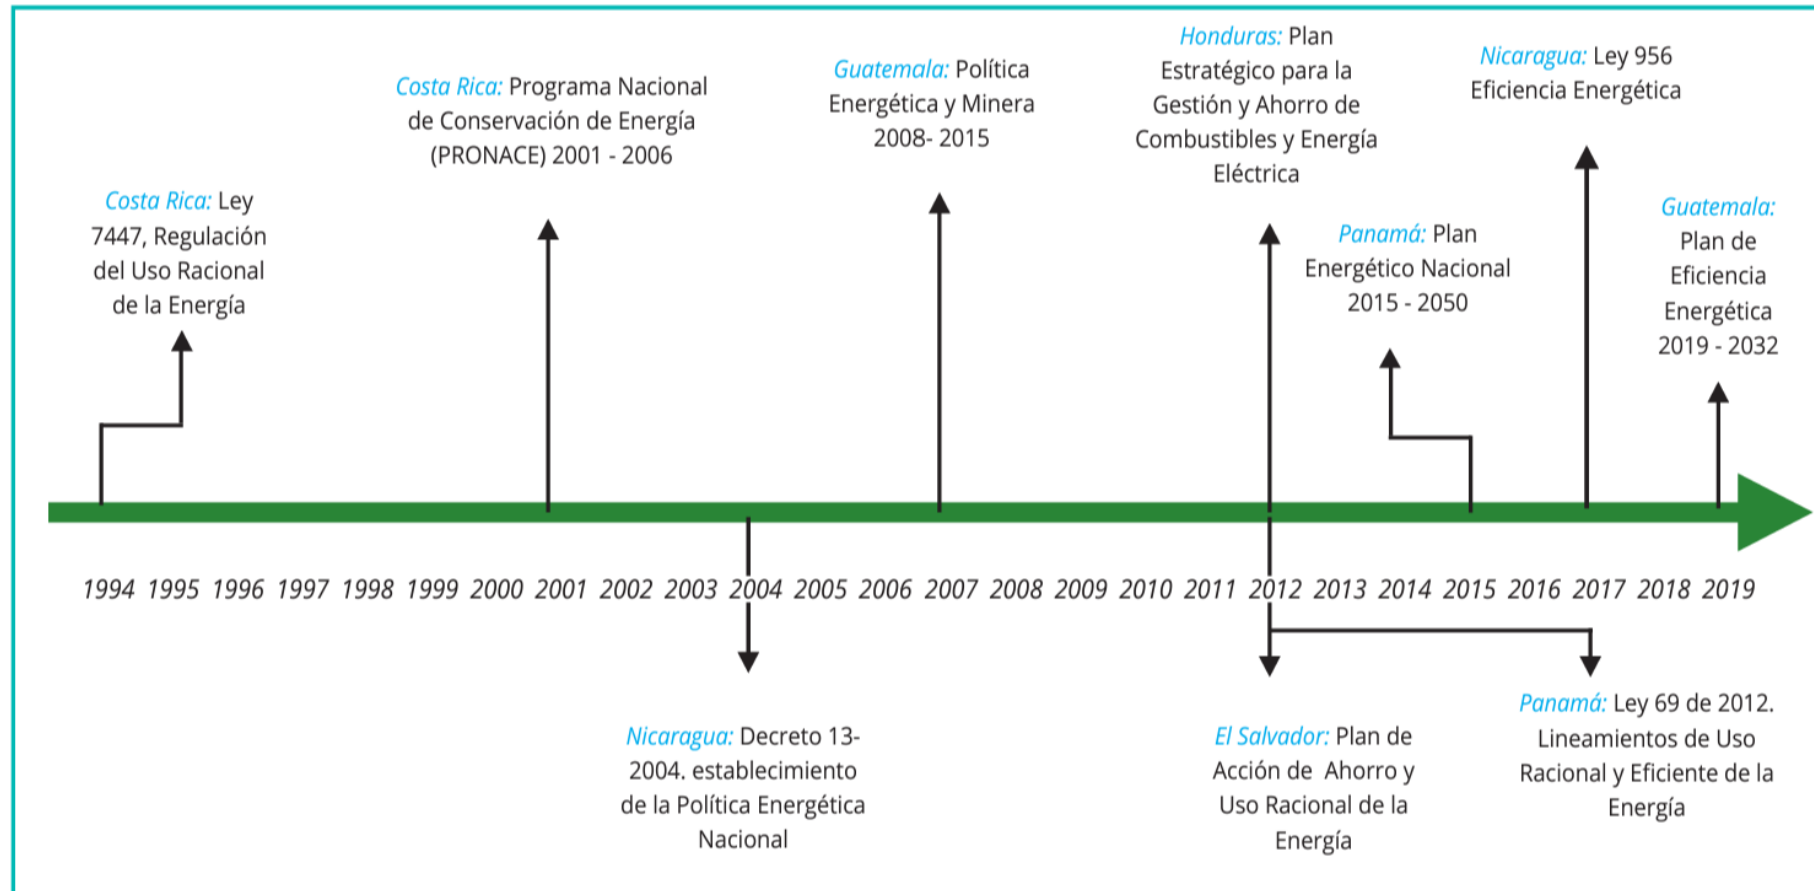 Costa Rica: Ley
7447, Regulación
del Uso Racional
de la Energía
Costa Rica: Programa Nacional
de Conservación de Energía
(PRONACE) 2001 - 2006
Guatemala: Política
Energética y Minera
2008- 2015
Honduras: Plan
Estratégico para la
Gestión y Ahorro de
Combustibles y Energía
Eléctrica
Panamá: Plan
Energético Nacional
2015 - 2050
Nicaragua: Ley 956
Eficiencia Energética
Guatemala:
Plan de
Eficiencia
Energética
2019 - 2032
1994 1995 1996 1997 1998 1999 2000 2001 2002 2003 2004 2005 2006 2007 2008 2009 2010 2011 2012 2013 2014 2015 2016 2017 2018 2019
Nicaragua: Decreto 13-
2004. establecimiento
de la Política Energética
Nacional
El Salvador: Plan de
Acción de Ahorro y
Uso Racional de la
Energía
Panamá: Ley 69 de 2012.
Lineamientos de Uso
Racional y Eficiente de la
Energía